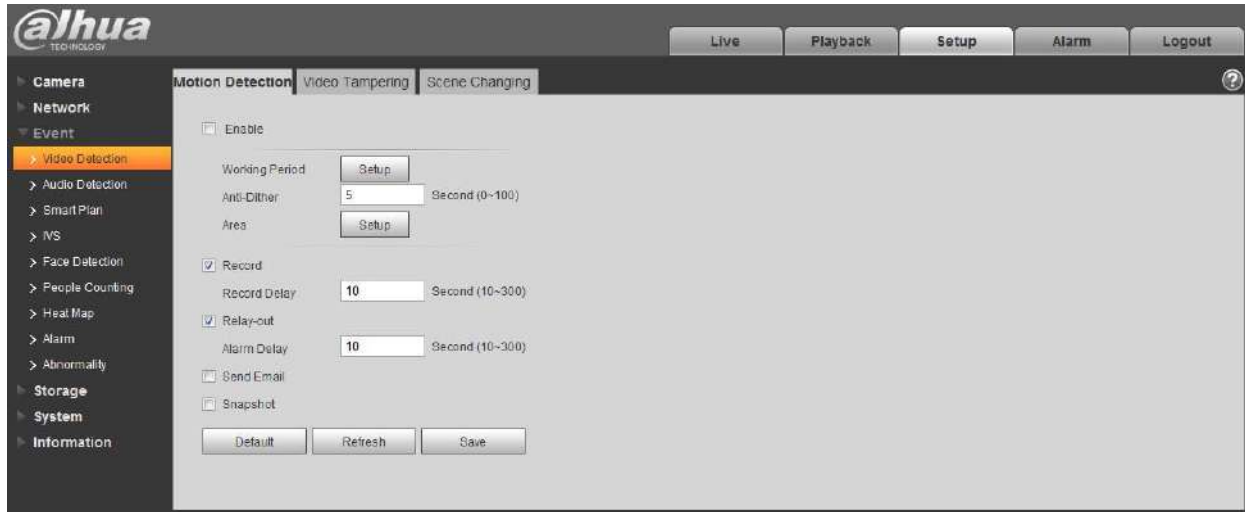 alhua
TECHNOLOGY
Live Playback Setup Alarm Logout
Camera
Network
Event
Video Detection
Audio Detection
Smart Plan
IVS
Face Detection
People Counting
Heat Map
Alarm
Abnormality
Storage
System
Information
Motion Detection Video Tampering Scene Changing
?
Enable
Working Period Setup
Anti-Dither 5 Second (0~100)
Area Setup
Record
Record Delay 10 Second (10~300)
Relay-out
Alarm Delay 10 Second (10~300)
Send Email
Snapshot
Default Refresh Save